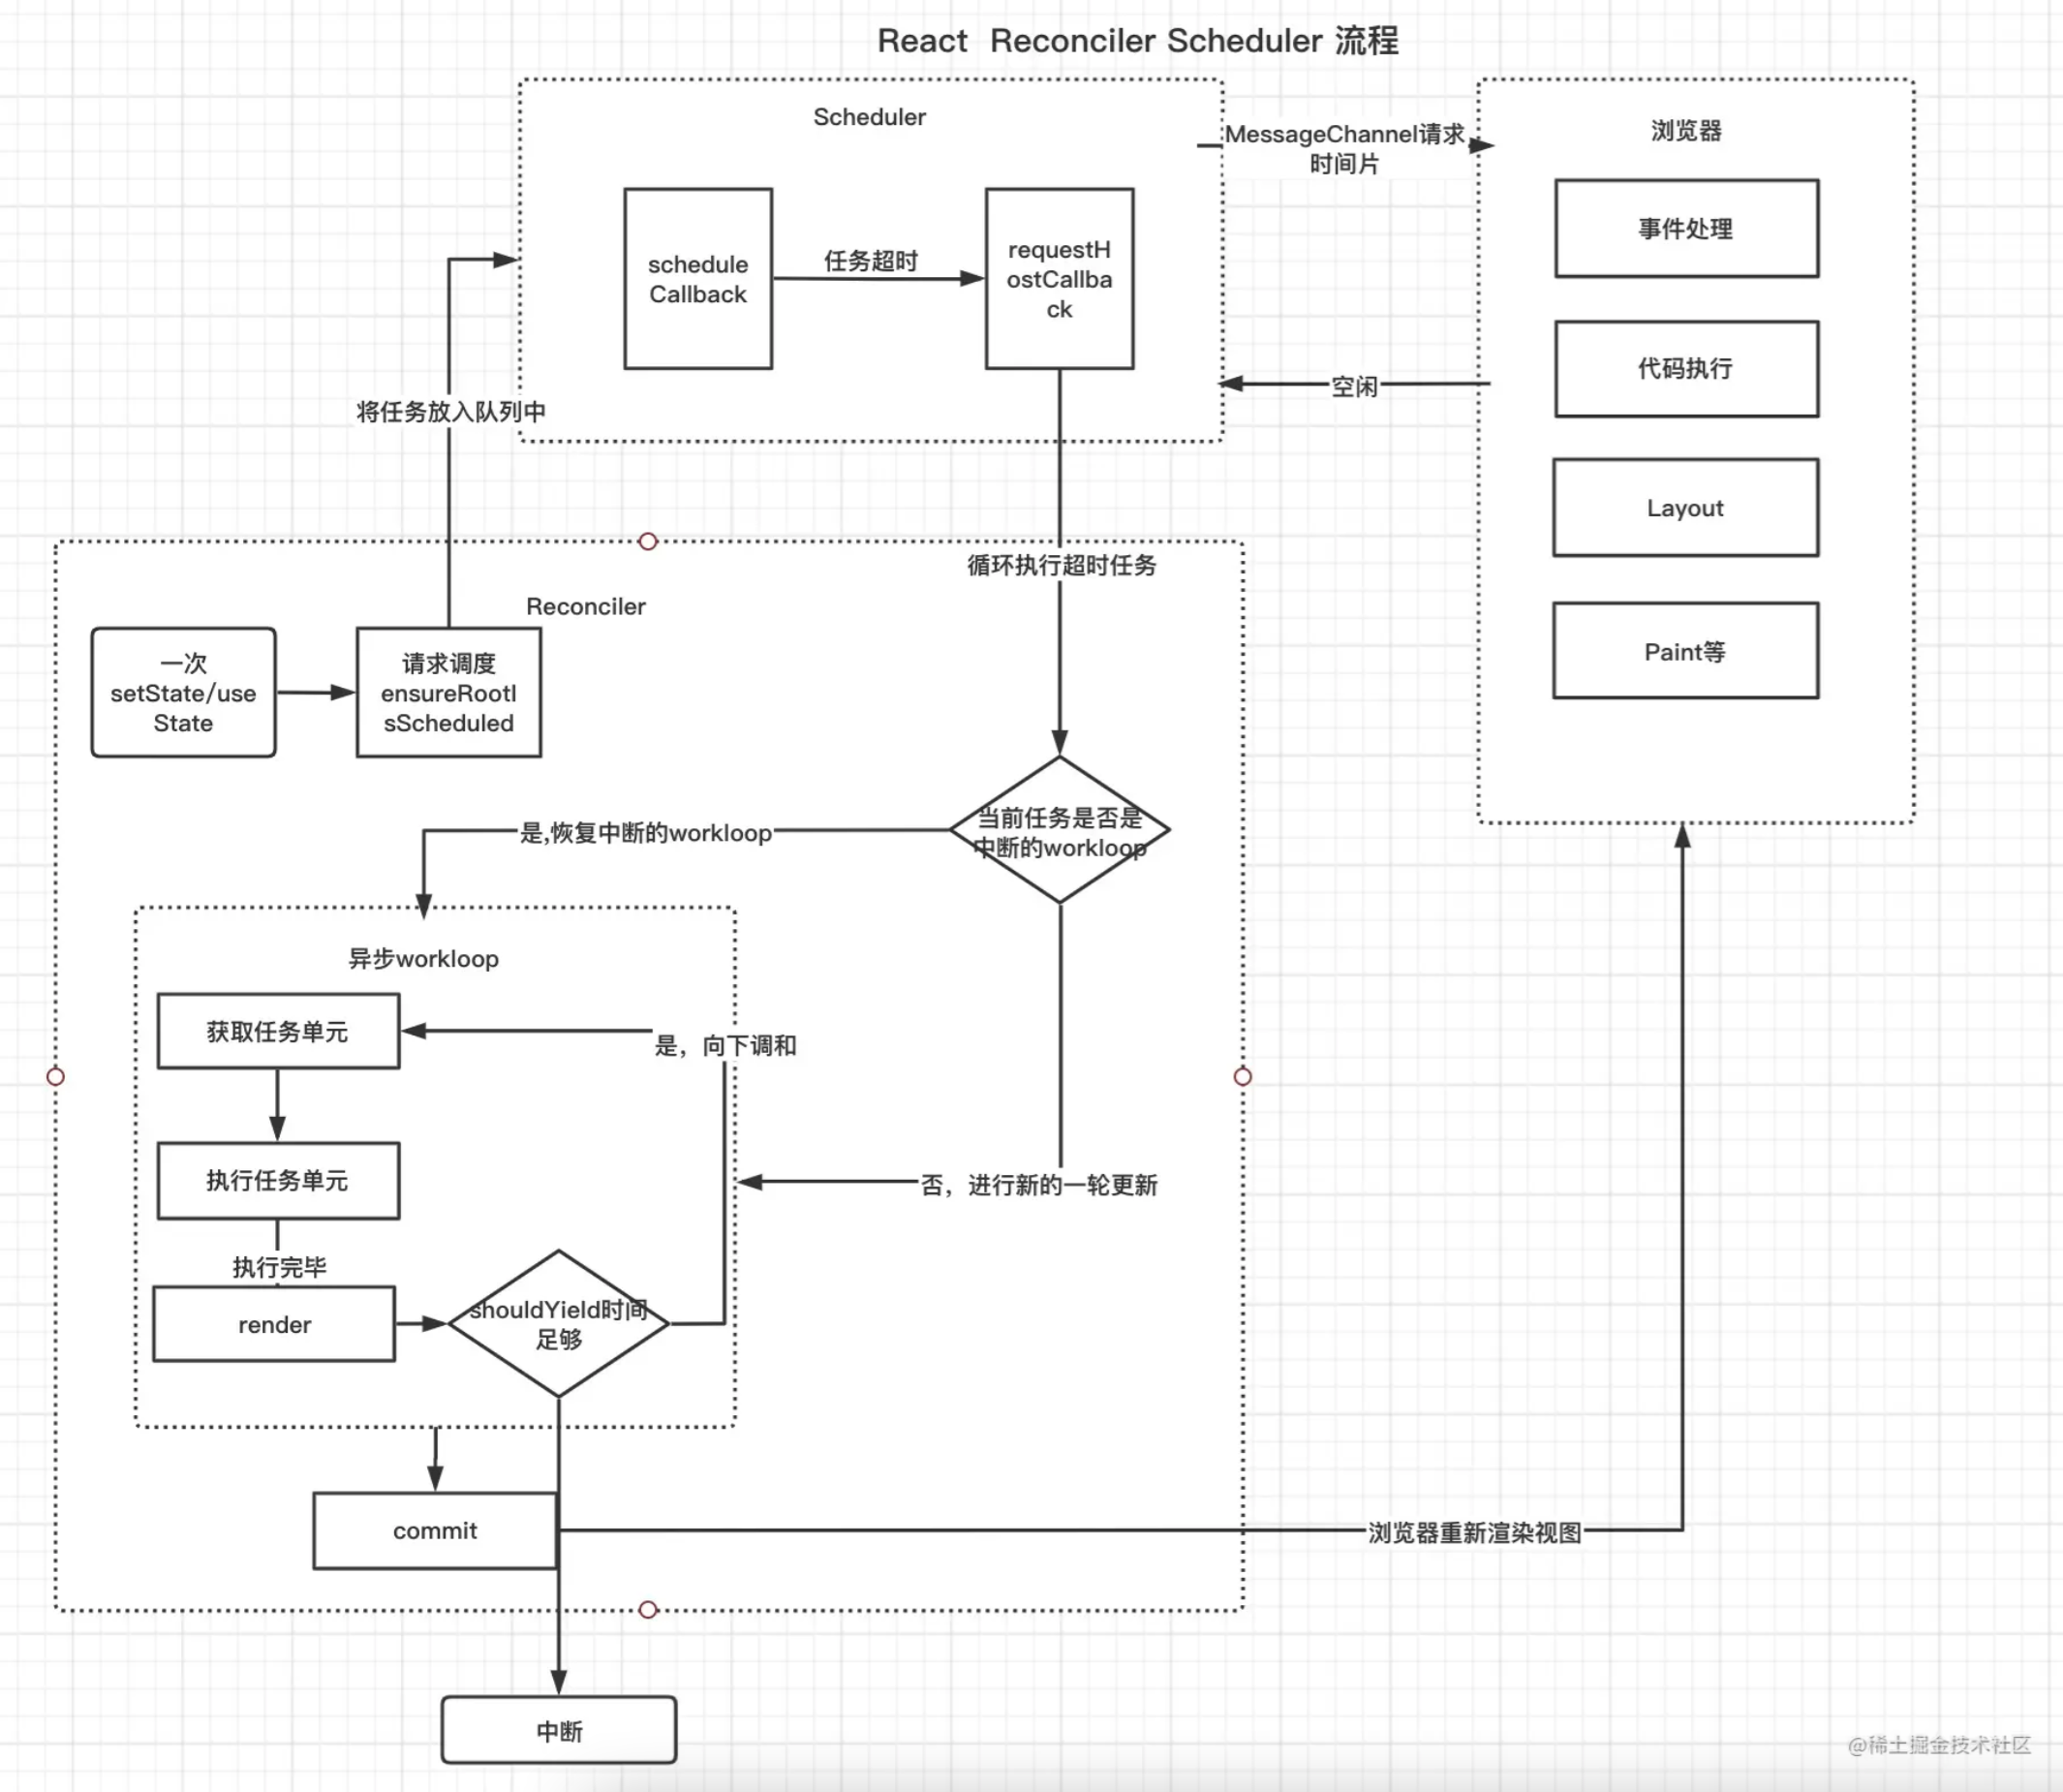 React Reconciler Scheduler 流程
Scheduler
MessageChannel请求
时间片
浏览器
schedule
Callback
任务超时
requestH
ostCallba
ck
事件处理
代码执行
空闲
Layout
Paint等
将任务放入队列中
循环执行超时任务
Reconciler
一次
setState/use
State
请求调度
ensureRootI
sScheduled
当前任务是否是
中断的workloop
是,恢复中断的workloop
异步workloop
获取任务单元
是，向下调和
执行任务单元
否，进行新的一轮更新
执行完毕
render
shouldYield时间
足够
commit
浏览器重新渲染视图
中断
@稀土掘金技术社区